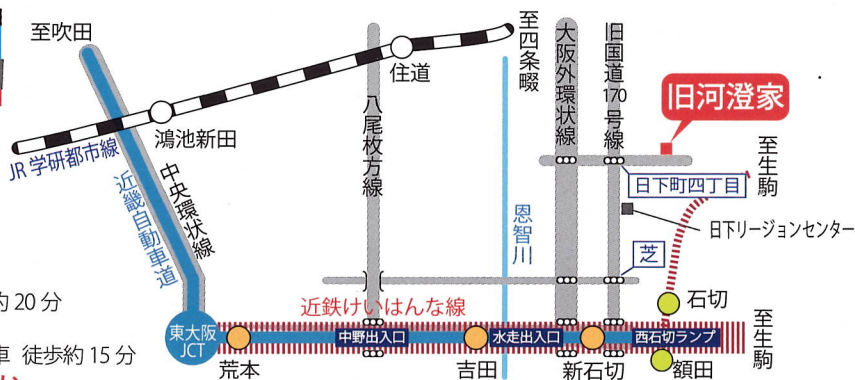 至吹田
至四条畷
大阪外環状線
旧国道170号線
住道
八尾枚方線
旧河澄家
鴻池新田
JR学研都市線
至生駒
中央環状線
近畿自動車道
日下町四丁目
恩智川
日下リージョンセンター
芝
約20分
近鉄けいはんな線
石切
東大阪
JCT
中野出入口
水走出入口
西石切ランプ
至生駒
車 徒歩約15分
荒本
吉田
新石切
額田